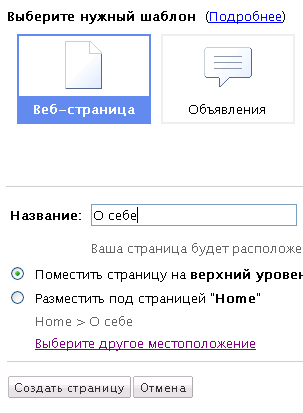 Выберите нужный шаблон (Подробнее)
Веб-страница Объявления
Название: О себе
Ваша страница будет расположе
Поместить страницу на верхний уровен
Разместить под страницей "Home"
Home > О себе
Выберите другое местоположение
Создать страницу Отмена